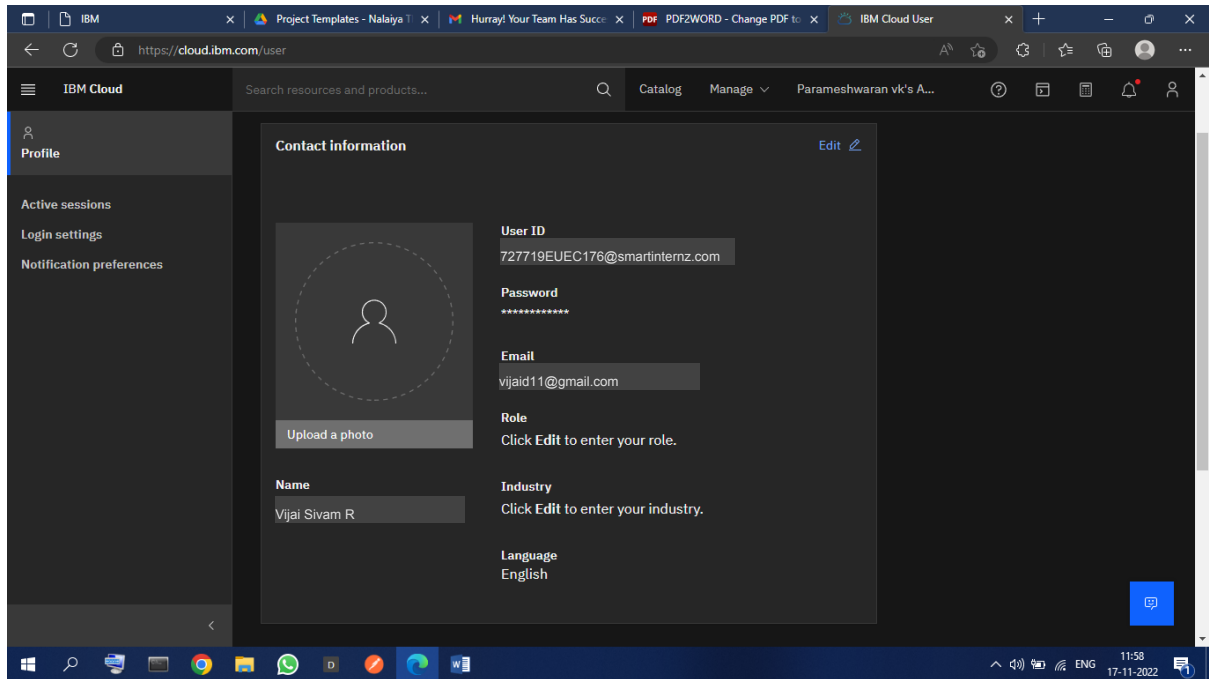 IBM
Project Templates - Nalaiya T
Hurray! Your Team Has Succe
PDF PDF2WORD - Change PDF to
IBM Cloud User
https://cloud.ibm.com/user
IBM Cloud
Search resources and products...
Catalog
Manage
Parameshwaran vk's A...
Profile
Active sessions
Login settings
Notification preferences
Contact information
Edit
Upload a photo
Name
Vijai Sivam R
User ID
727719EUEC176@smartinternz.com
Password
************
Email
vijaid11@gmail.com
Role
Click Edit to enter your role.
Industry
Click Edit to enter your industry.
Language
English
ENG
11:58
17-11-2022